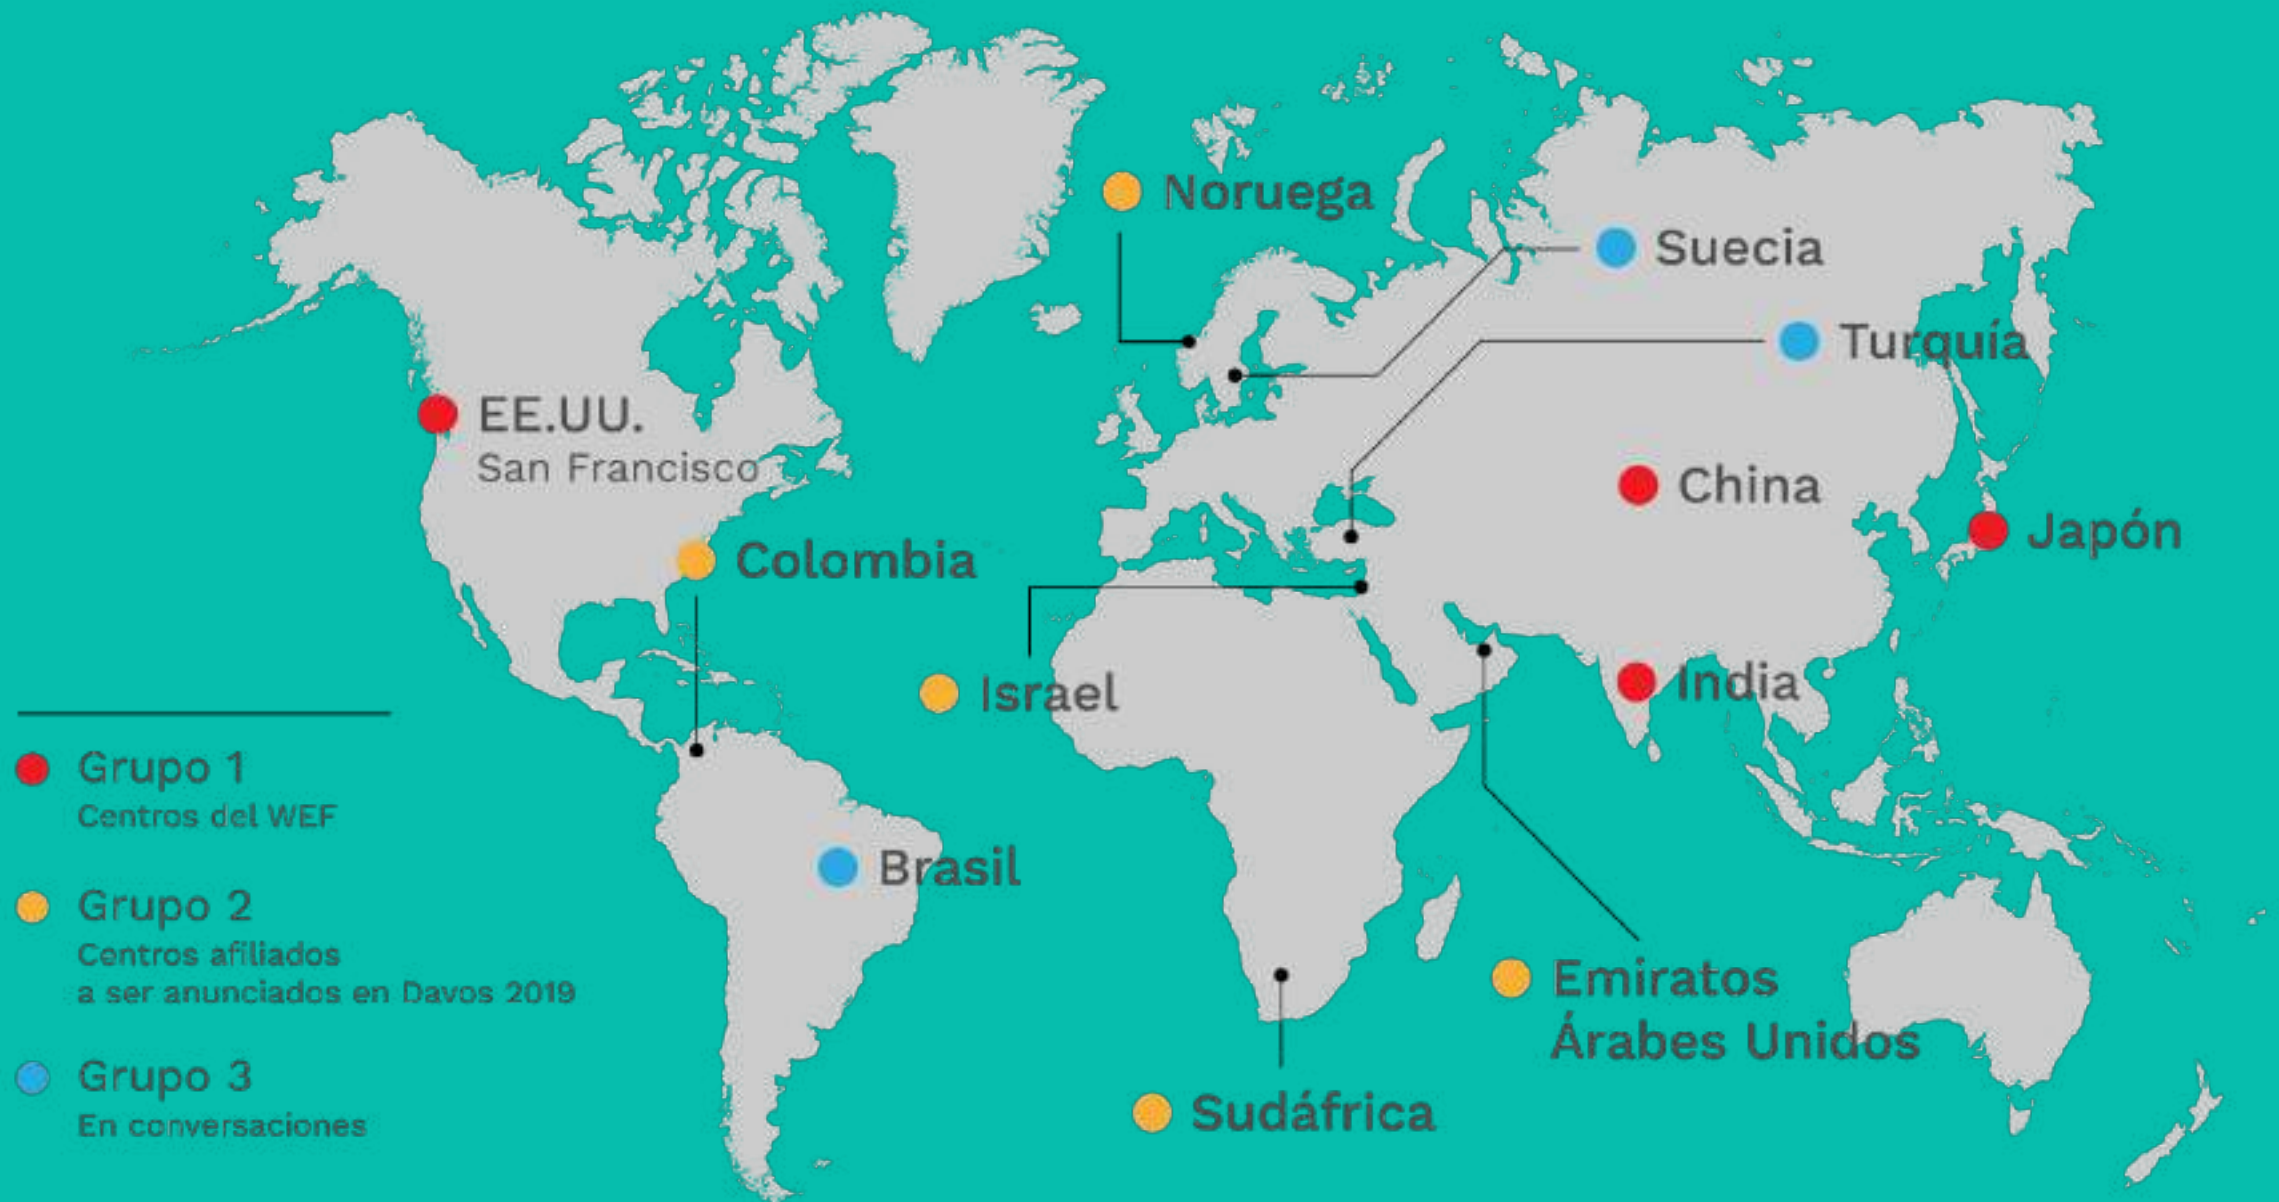 Noruega
Suecia
Turquía
EE.UU.
San Francisco
China
Japón
Colombia
India
Israel
Brasil
Emiratos
Árabes Unidos
Sudáfrica
Grupo 1
Centros del WEF
Grupo 2
Centros afiliados
a ser anunciados en Davos 2019
Grupo 3
En conversaciones